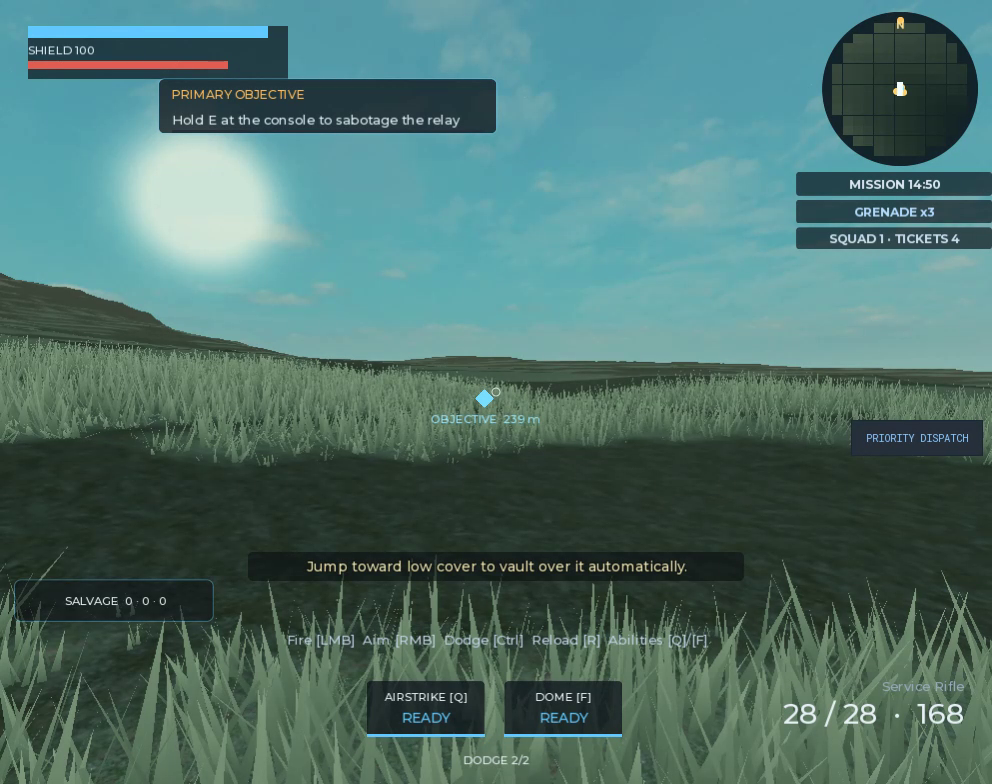 SHIELD 100
PRIMARY OBJECTIVE
Hold E at the console to sabotage the relay
N
MISSION 14:50
GRENADE x3
SQUAD 1 · TICKETS 4
OBJECTIVE 239 m
PRIORITY DISPATCH
Jump toward low cover to vault over it automatically.
SALVAGE 0 · 0 · 0
Fire [LMB] Aim [RMB] Dodge [Ctrl] Reload [R] Abilities [Q]/[F]
AIRSTRIKE [Q]
READY
DOME [F]
READY
Service Rifle
28 / 28 · 168
DODGE 2/2